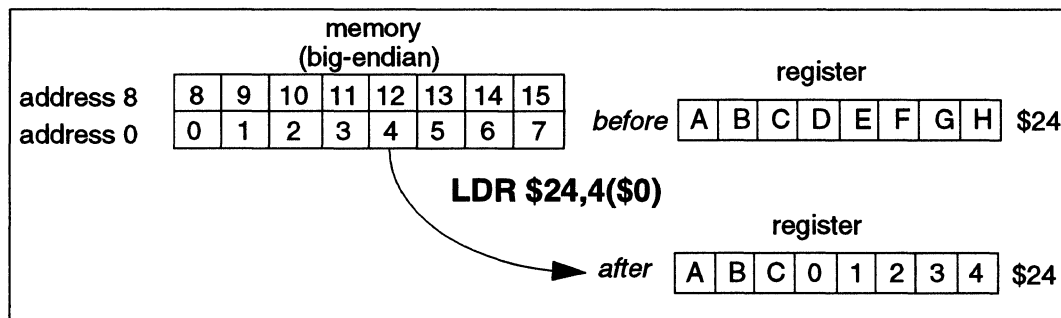 memory
(big-endian)
register
address 8 8 9 10 11 12 13 14 15
address 0 0 1 2 3 4 5 6 7
before A B C D E F G H $24
LDR $24,4($0)
register
after A B C 0 1 2 3 4 $24